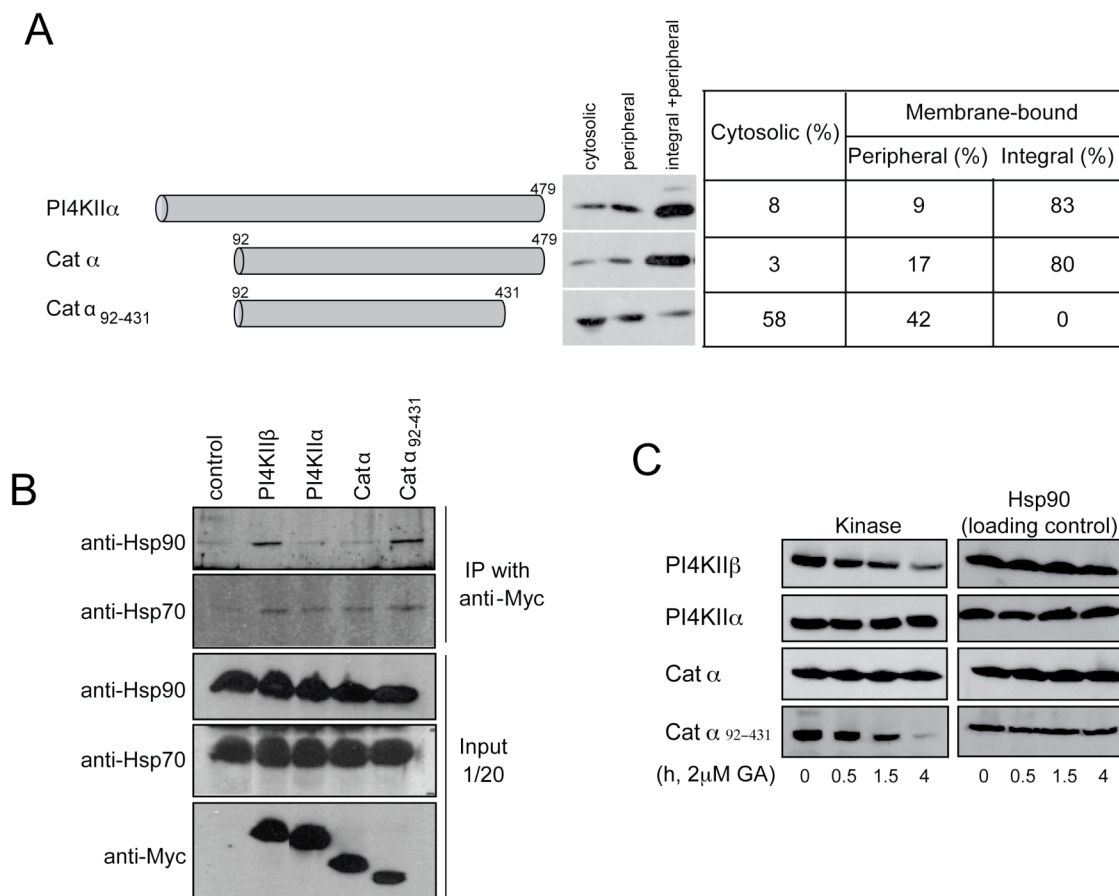 A
cytosolic
peripheral
integral +peripheral
Cytosolic (%)
Membrane-bound
Peripheral (%)
Integral (%)
PI4KIIα
479
8
9
83
Cat α
92
479
3
17
80
Cat α 92-431
92
431
58
42
0
B
control
PI4KIIβ
PI4KIIα
Cat α
Cat α 92-431
anti-Hsp90
anti-Hsp70
IP with
anti-Myc
anti-Hsp90
anti-Hsp70
anti-Myc
Input
1/20
C
Kinase
Hsp90
(loading control)
PI4KIIβ
PI4KIIα
Cat α
Cat α 92–431
(h, 2μM GA)
0 0.5 1.5 4
0 0.5 1.5 4